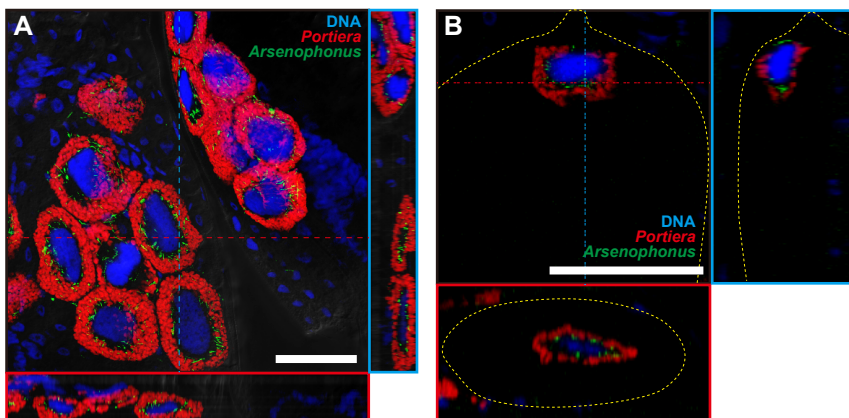 A
DNA
Portiera
Arsenophonus
B
DNA
Portiera
Arsenophonus